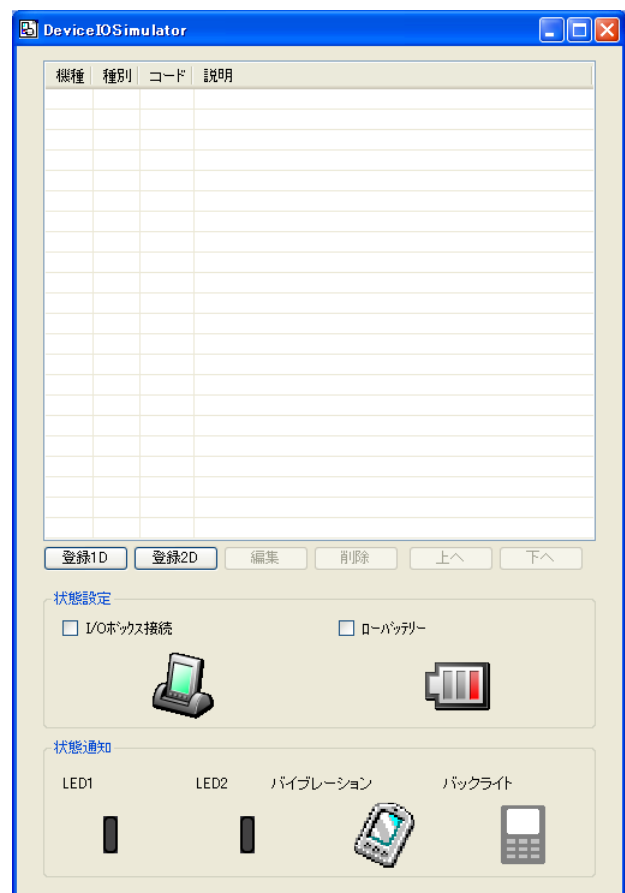 DeviceIOSimulator
機種 種別 コード 説明
登録1D 登録2D 編集 削除 上へ 下へ
状態設定
I/Oボックス接続 ローバッテリー
状態通知
LED1 LED2 バイブレーション バックライト